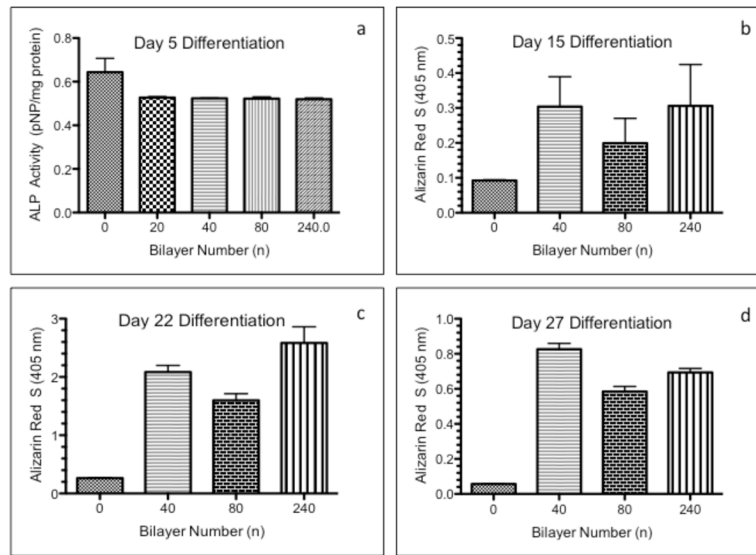 a
Day 5 Differentiation
ALP Activity (pNP/mg protein)
0.8
0.6
0.4
0.2
0.0
0 20 40 80 240.0
Bilayer Number (n)
b
Day 15 Differentiation
Alizarin Red S (405 nm)
0.5
0.4
0.3
0.2
0.1
0.0
0 40 80 240
Bilayer Number (n)
c
Day 22 Differentiation
Alizarin Red S (405 nm)
3
2
1
0
0 40 80 240
Bilayer Number (n)
d
Day 27 Differentiation
Alizarin Red S (405 nm)
1.0
0.8
0.6
0.4
0.2
0.0
0 40 80 240
Bilayer Number (n)